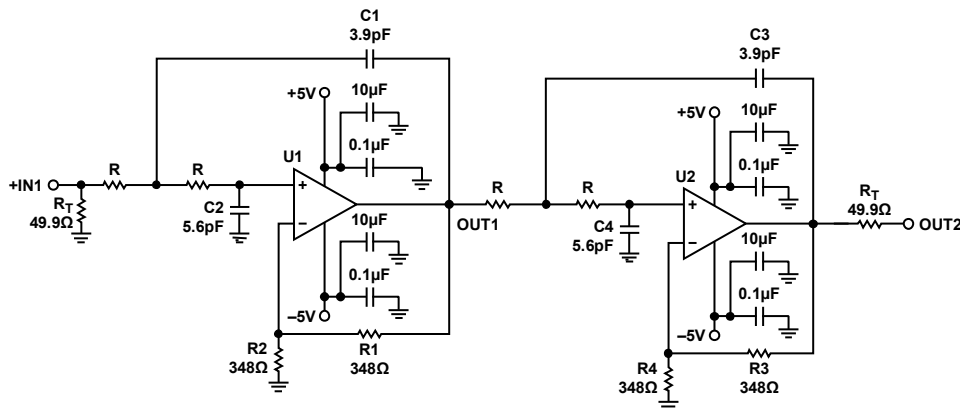 C1
3.9pF
+5V
10µF
0.1µF
U1
+IN1
R
R
RT
49.9Ω
C2
5.6pF
+
–
10µF
0.1µF
–5V
R2
348Ω
R1
348Ω
OUT1
C3
3.9pF
+5V
10µF
0.1µF
U2
R
R
C4
5.6pF
+
–
10µF
0.1µF
–5V
R4
348Ω
R3
348Ω
RT
49.9Ω
OUT2